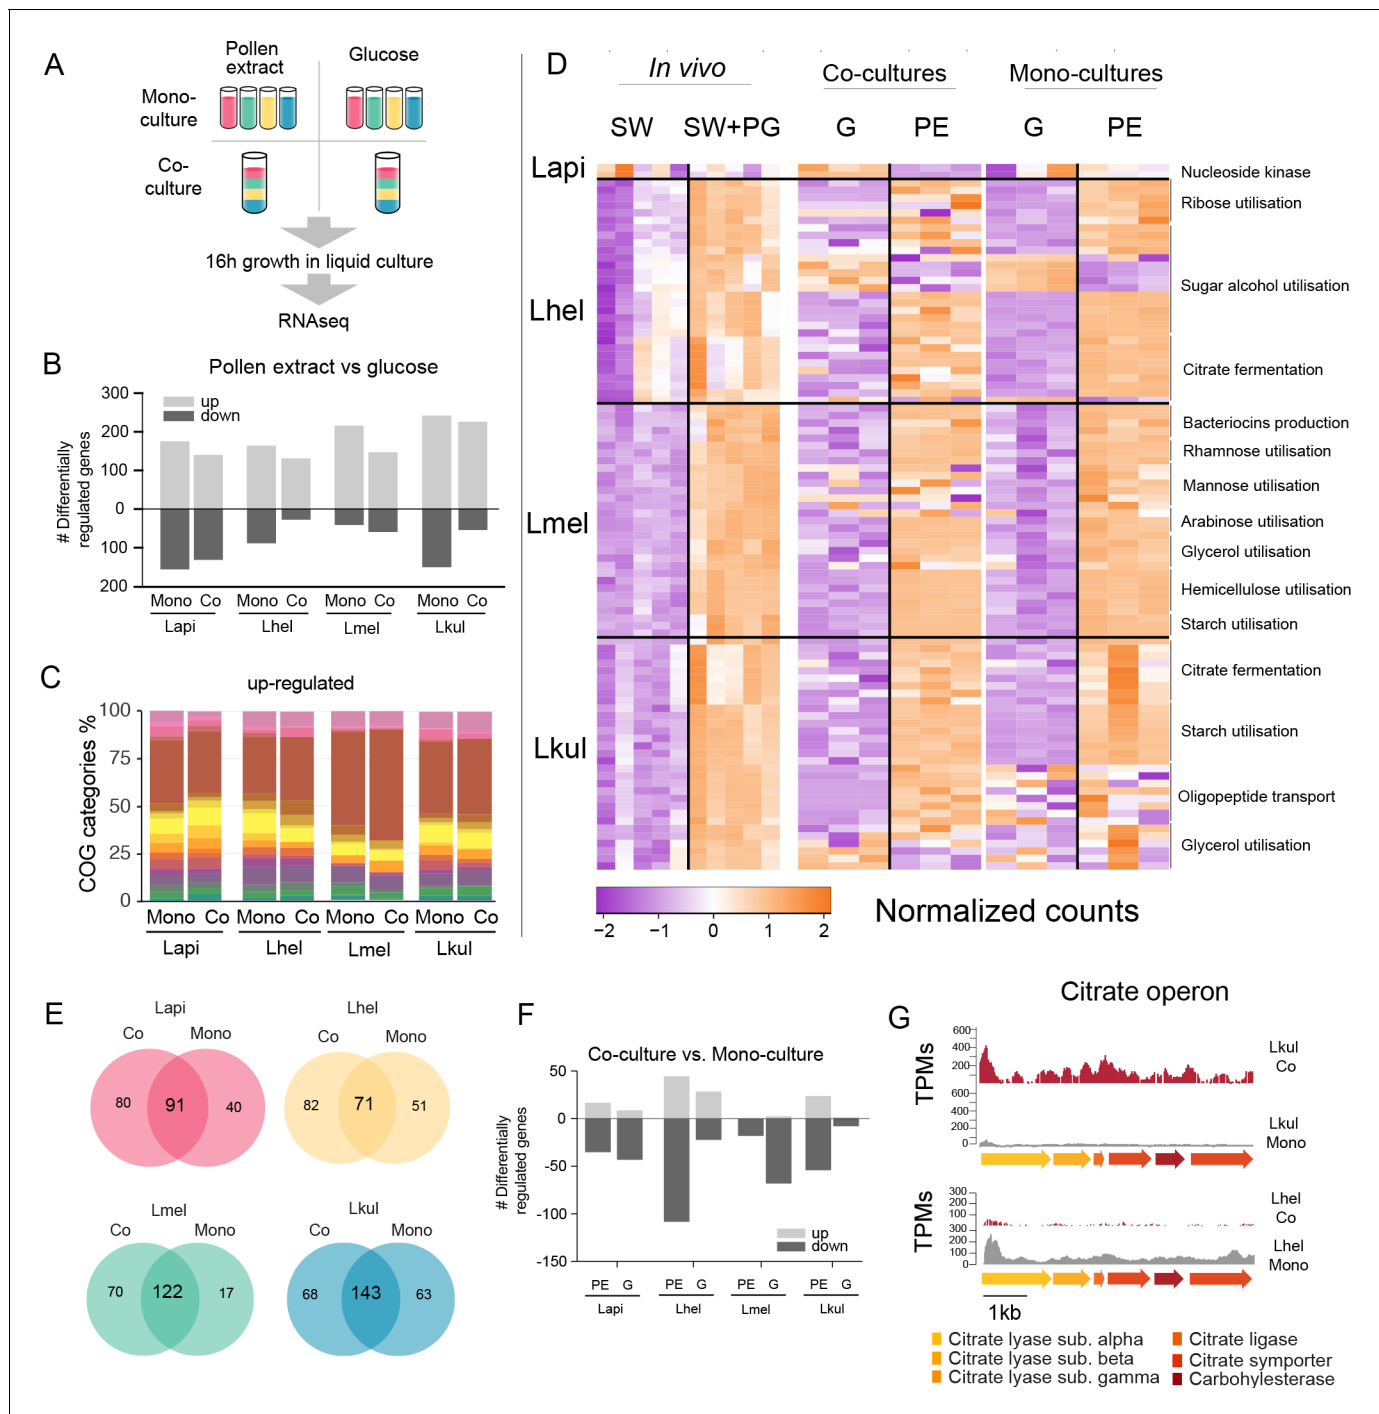 A
Pollen
extract
Glucose
Mono-
culture
Co-
culture
16h growth in liquid culture
RNAseq
B
Pollen extract vs glucose
up
down
# Differentially
regulated genes
300
200
100
0
100
200
Mono Co Mono Co Mono Co Mono Co
Lapi Lhel Lmel Lkul
C
up-regulated
COG categories %
100
75
50
25
0
Mono Co Mono Co Mono Co Mono Co
Lapi Lhel Lmel Lkul
D
In vivo Co-cultures Mono-cultures
SW SW+PG G PE G PE
Lapi
Lhel
Lmel
Lkul
Nucleoside kinase
Ribose utilisation
Sugar alcohol utilisation
Citrate fermentation
Bacteriocins production
Rhamnose utilisation
Mannose utilisation
Arabinose utilisation
Glycerol utilisation
Hemicellulose utilisation
Starch utilisation
Citrate fermentation
Starch utilisation
Oligopeptide transport
Glycerol utilisation
−2 −1 0 1 2
Normalized counts
E
Lapi
Co Mono
80 91 40
Lhel
Co Mono
82 71 51
Lmel
Co Mono
70 122 17
Lkul
Co Mono
68 143 63
F
Co-culture vs. Mono-culture
# Differentially
regulated genes
50
0
-50
-100
-150
up
down
PE G PE G PE G PE G
Lapi Lhel Lmel Lkul
G
Citrate operon
TPMs
600
400
200
600
400
200
0
Lkul
Co
Lkul
Mono
TPMs
300
200
100
300
200
100
0
Lhel
Co
Lhel
Mono
1kb
Citrate lyase sub. alpha
Citrate lyase sub. beta
Citrate lyase sub. gamma
Citrate ligase
Citrate symporter
Carbohylesterase